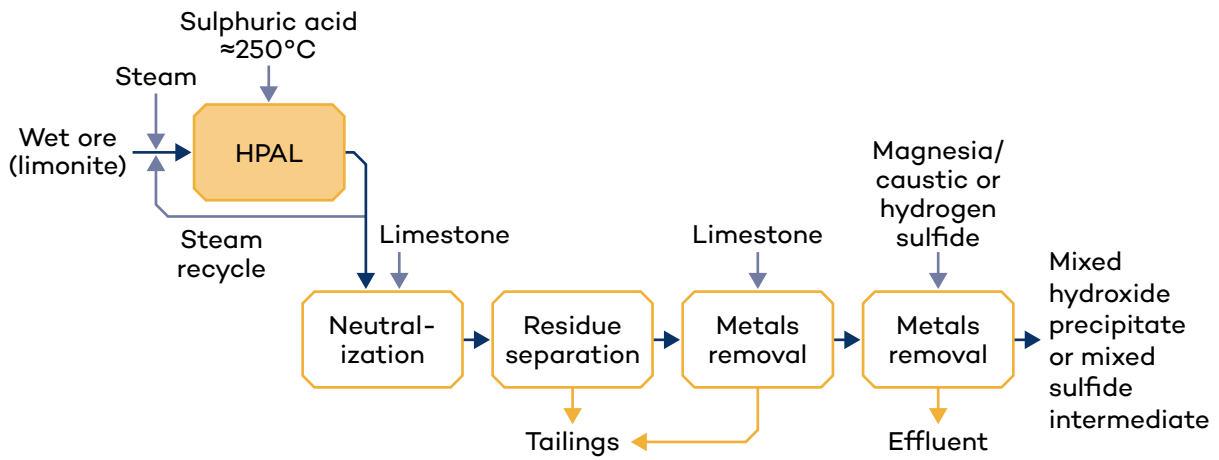 Sulphuric acid
≈250°C
Steam
Wet ore
(limonite)
HPAL
Steam
recycle
Limestone
Limestone
Magnesia/
caustic or
hydrogen
sulfide
Neutral-
ization
Residue
separation
Metals
removal
Metals
removal
Mixed
hydroxide
precipitate
or mixed
sulfide
intermediate
Tailings
Effluent